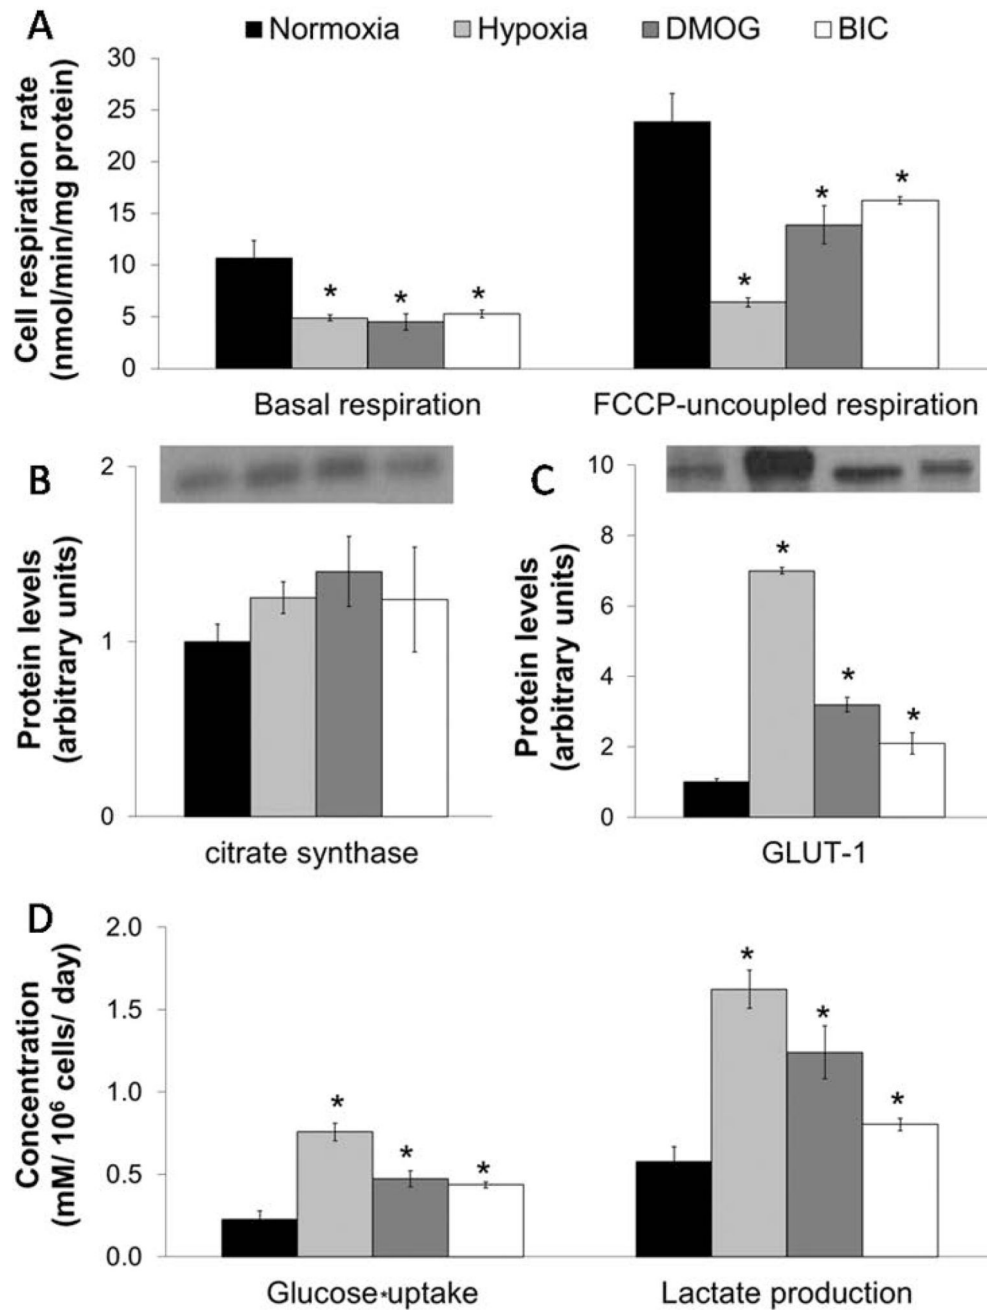 A
Normoxia Hypoxia DMOG BIC
Cell respiration rate
(nmol/min/mg protein)
30
25
20
15
10
5
0
* * *
* * *
Basal respiration
FCCP-uncoupled respiration
B
Protein levels
(arbitrary units)
2
1
0
citrate synthase
C
Protein levels
(arbitrary units)
10
8
6
4
2
0
* * *
GLUT-1
D
Concentration
(mM/ 10⁶ cells/ day)
2.0
1.5
1.0
0.5
0.0
* * *
* * *
Glucose*uptake
Lactate production